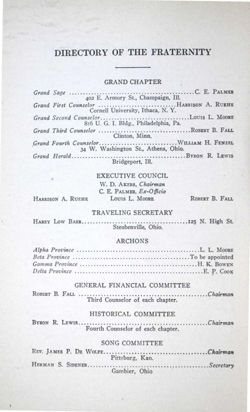 DIRECTORY OF THE FRATERNITY
GRAND CHAPTER
Grand Sage ........ C. E. PALMER
402 E. Armory St., Champaign, Ill.
Grand First Counselor ........ HARRISON A. RUEHE
Cornell University, Ithaca, N. Y.
Grand Second Counselor ........ LOUIS L. MOORE
816 U. G. I. Bldg., Philadelphia, Pa.
Grand Third Counselor ........ ROBERT B. FALL
Clinton, Minn.
Grand Fourth Counselor ........ WILLIAM H. FENZEL
34 W. Washington St., Athens, Ohio.
Grand Herald ........ BYRON R. LEWIS
Bridgeport, Ill.
EXECUTIVE COUNCIL
W. D. AKERS, Chairman
C. E. PALMER, Ex-Officio
HARRISON A. RUEHE LOUIS L. MOORE ROBERT B. FALL
TRAVELING SECRETARY
HARRY LOW BARR ........ 125 N. High St.
Steubenville, Ohio.
ARCHONS
Alpha Province ........ L. L. MOORE
Beta Province ........ To be appointed
Gamma Province ........ H. K. BOWEN
Delta Province ........ E. P. COOK
GENERAL FINANCIAL COMMITTEE
ROBERT B. FALL ........ Chairman
Third Counselor of each chapter.
HISTORICAL COMMITTEE
BYRON R. LEWIS ........ Chairman
Fourth Counselor of each chapter.
SONG COMMITTEE
REV. JAMES P. DE WOLFE ........ Chairman
Pittsburg, Kan.
HERMAN S. SIDENER ........ Secretary
Gambier, Ohio